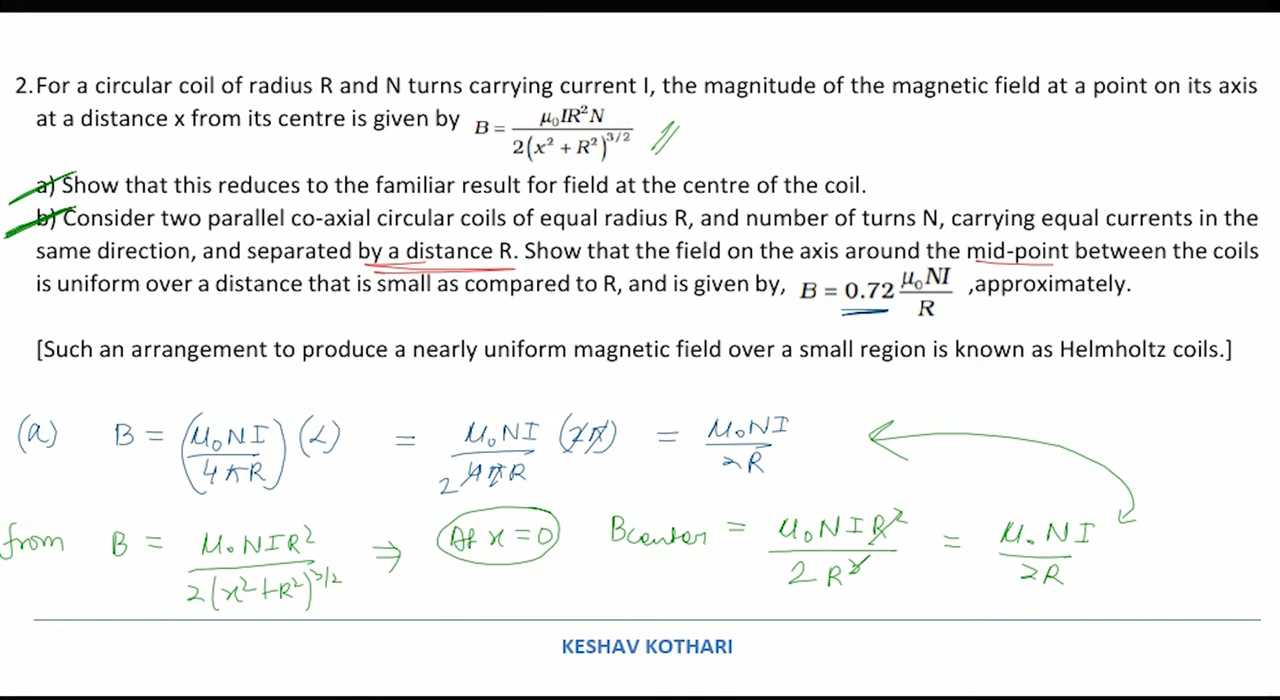 2. For a circular coil of radius R and N turns carrying current I, the magnitude of the magnetic field at a point on its axis
at a distance x from its centre is given by B = μ₀IR²N / 2(x² + R²)^3/2
a) Show that this reduces to the familiar result for field at the centre of the coil.
b) Consider two parallel co-axial circular coils of equal radius R, and number of turns N, carrying equal currents in the
same direction, and separated by a distance R. Show that the field on the axis around the mid-point between the coils
is uniform over a distance that is small as compared to R, and is given by, B = 0.72 μ₀NI / R ,approximately.
[Such an arrangement to produce a nearly uniform magnetic field over a small region is known as Helmholtz coils.]
(a) B = (μ₀NI / 4πR) (α) = μ₀NI / 2 4πR (2π) = μ₀NI / 2R
from B = μ₀NIR² / 2(x²+R²)^3/2 ⇒ At x = 0 Bcenter = μ₀NIR² / 2R³ = μ₀NI / 2R
KESHAV KOTHARI